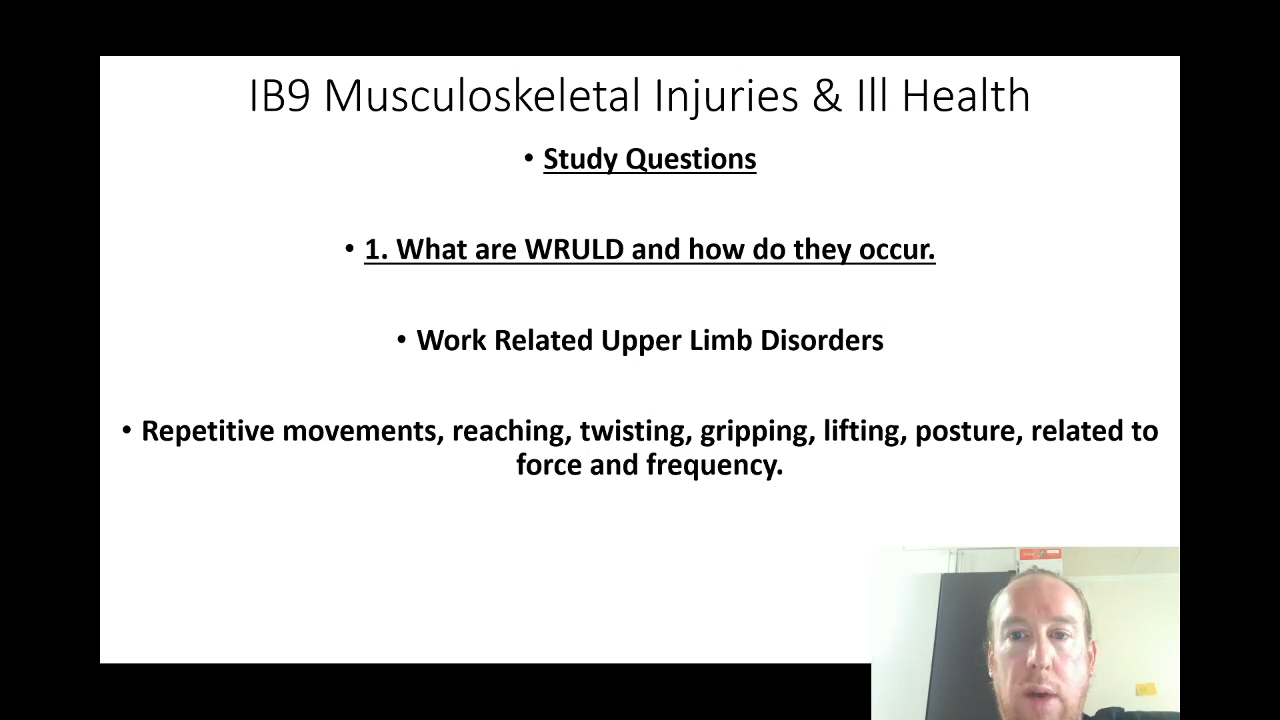 IB9 Musculoskeletal Injuries & Ill Health
• Study Questions
• 1. What are WRULD and how do they occur.
• Work Related Upper Limb Disorders
• Repetitive movements, reaching, twisting, gripping, lifting, posture, related to
force and frequency.